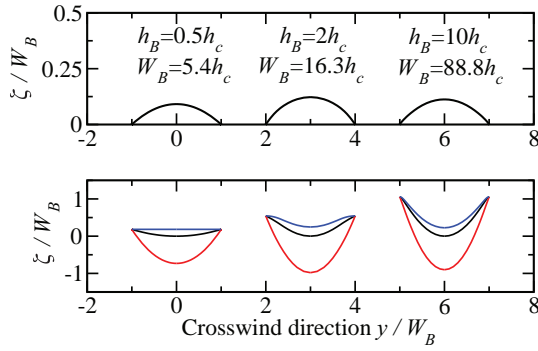 0.5
h_B=0.5h_c h_B=2h_c h_B=10h_c
W_B=5.4h_c W_B=16.3h_c W_B=88.8h_c
ζ / W_B
0.25
0
-2 0 2 4 6 8
1
ζ / W_B
0
-1
-2 0 2 4 6 8
Crosswind direction y / W_B